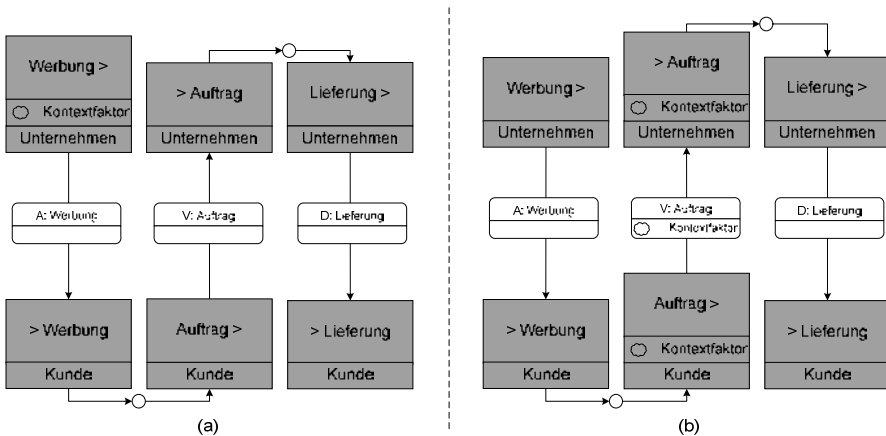 Werbung >
Kontextfaktor
Unternehmen
> Auftrag
Unternehmen
Lieferung >
Unternehmen
A: Werbung
V: Auftrag
D: Lieferung
> Werbung
Kunde
Auftrag >
Kunde
> Lieferung
Kunde
(a)
Werbung >
Unternehmen
> Auftrag
Kontextfaktor
Unternehmen
Lieferung >
Unternehmen
A: Werbung
V: Auftrag
Kontextfaktor
D: Lieferung
> Werbung
Kunde
Auftrag >
Kontextfaktor
Kunde
> Lieferung
Kunde
(b)